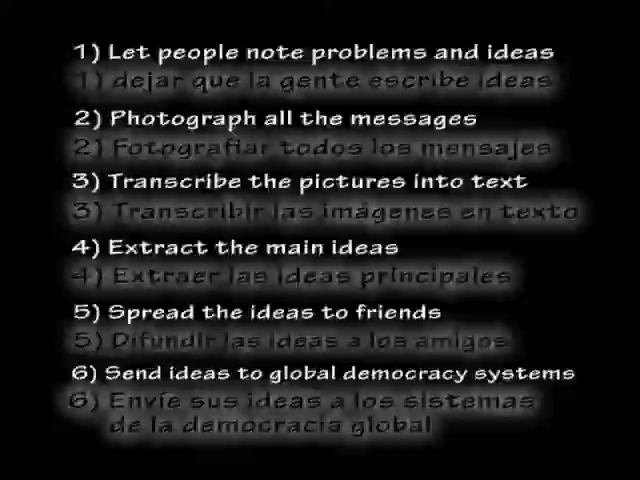 1) Let people note problems and ideas
1) dejar que la gente escribe ideas
2) Photograph all the messages
2) Fotografiar todos los mensajes
3) Transcribe the pictures into text
3) Transcribir las imágenes en texto
4) Extract the main ideas
4) Extraer las ideas principales
5) Spread the ideas to friends
5) Difundir las ideas a los amigos
6) Send ideas to global democracy systems
6) Envíe sus ideas a los sistemas
de la democracia global